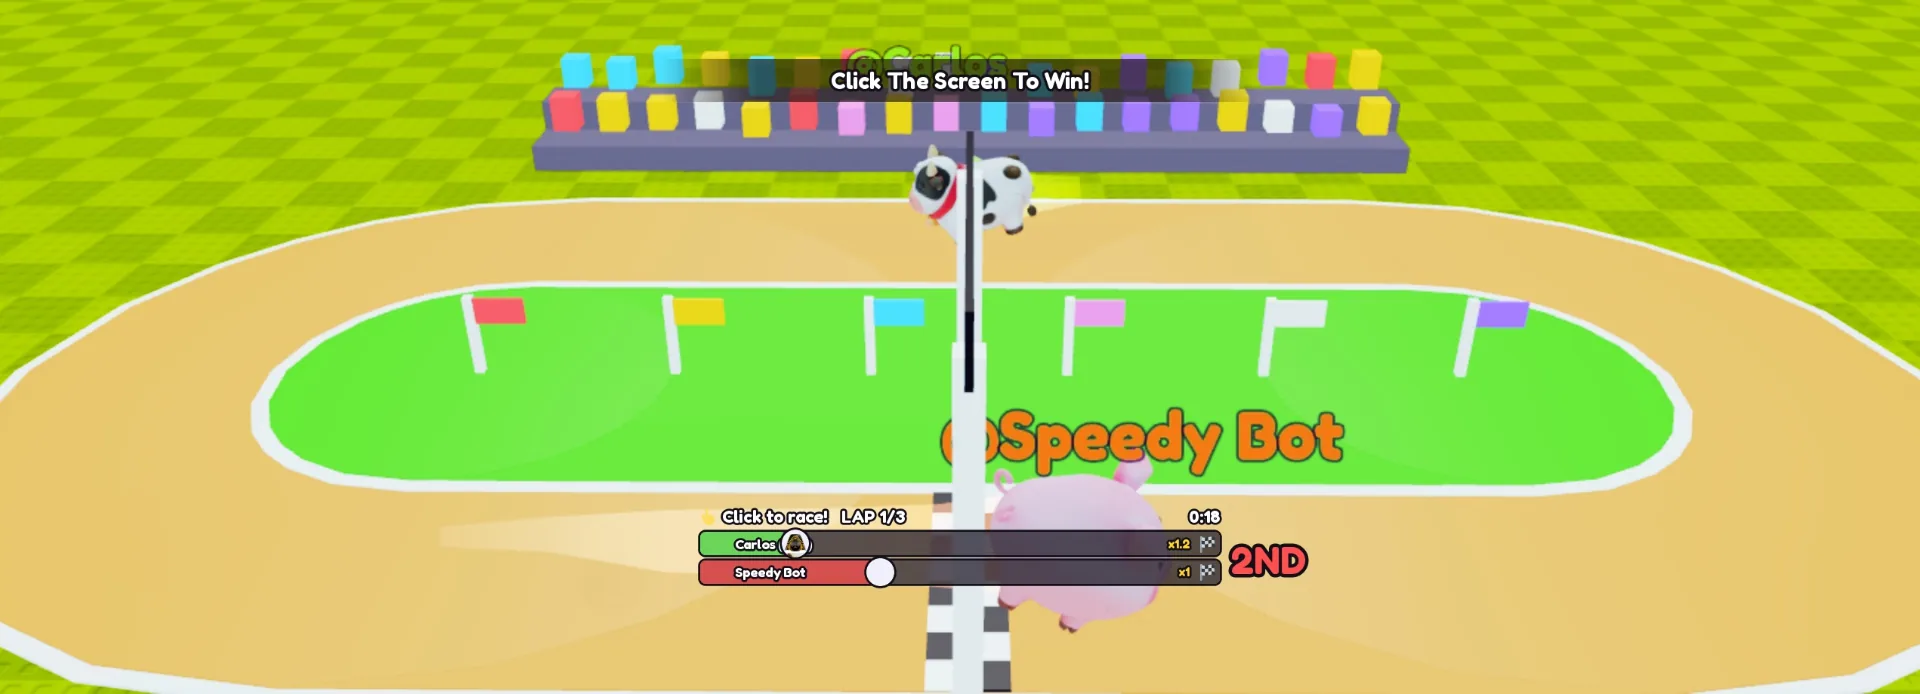 @Carlos
Click The Screen To Win!
@Speedy Bot
Click to race! LAP 1/3 0:18
Carlos x1.2
Speedy Bot x1
2ND